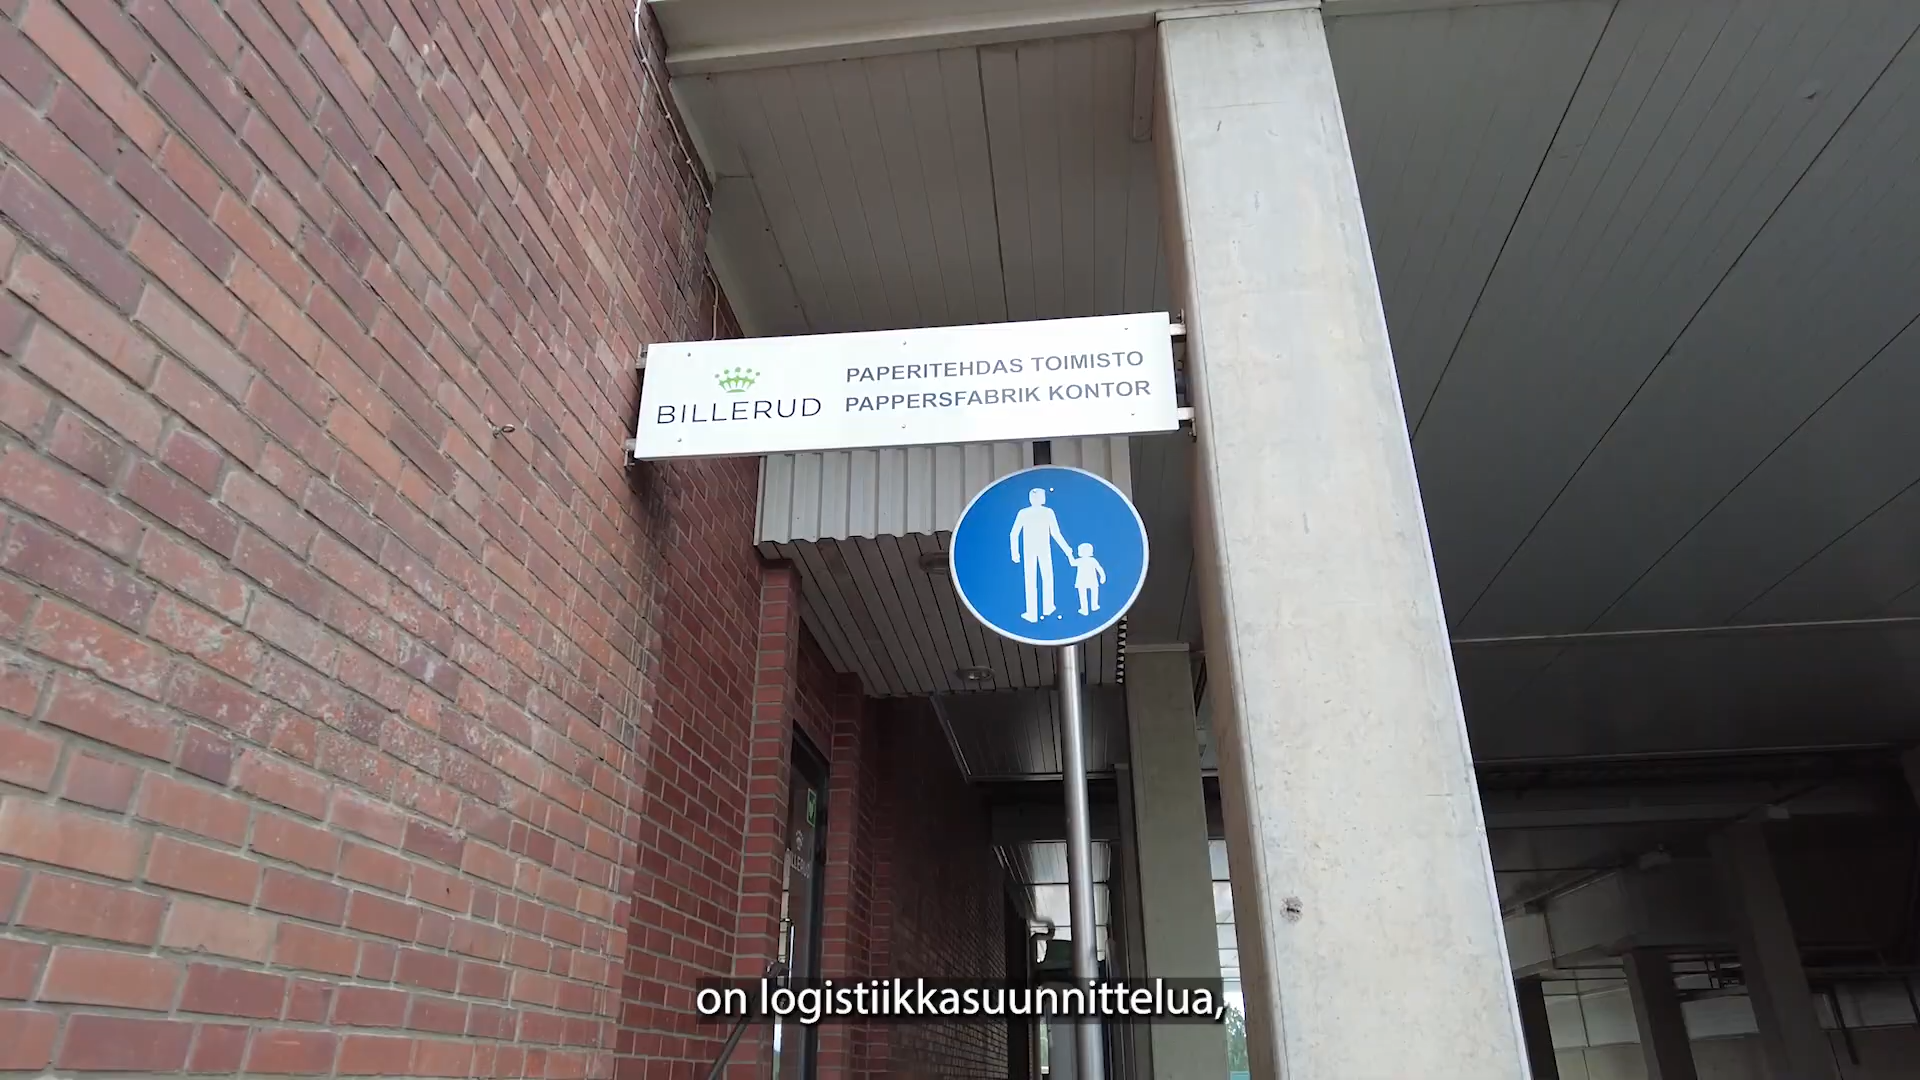 BILLERUD
PAPERITEHDAS TOIMISTO
PAPPERSFABRIK KONTOR
on logistiikkasuunnittelua,